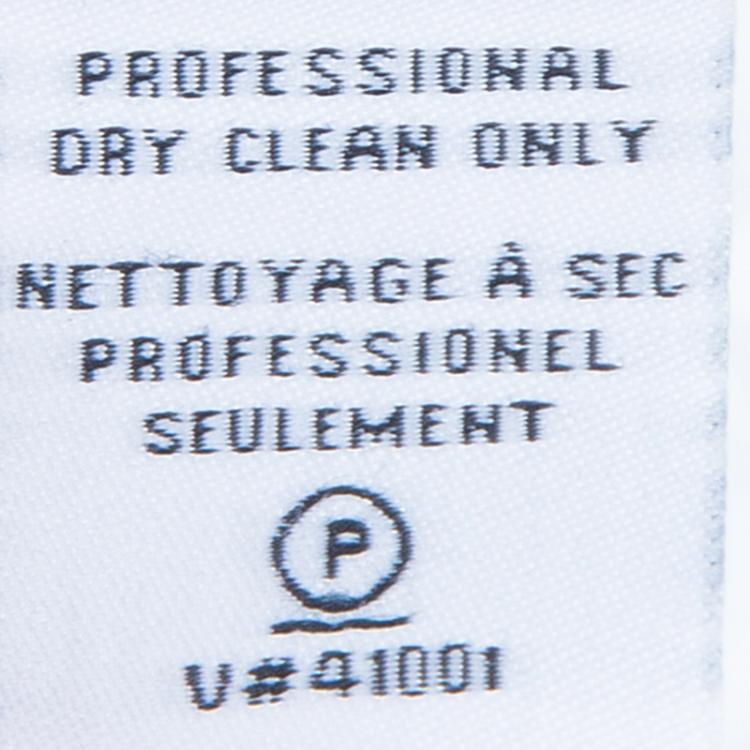 PROFESSIONAL
DRY CLEAN ONLY
NETTOYAGE À SEC
PROFESSIONEL
SEULEMENT
P
V#41001